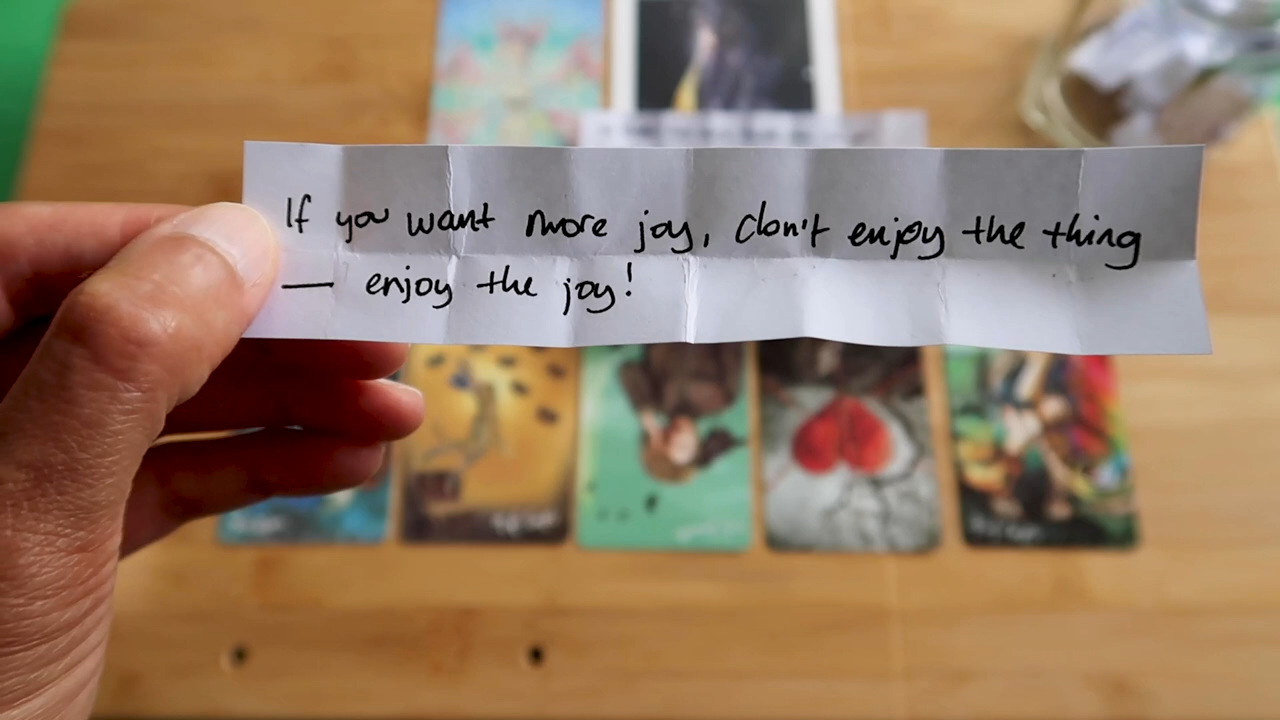 If you want more joy, don't enjoy the thing
— enjoy the joy!